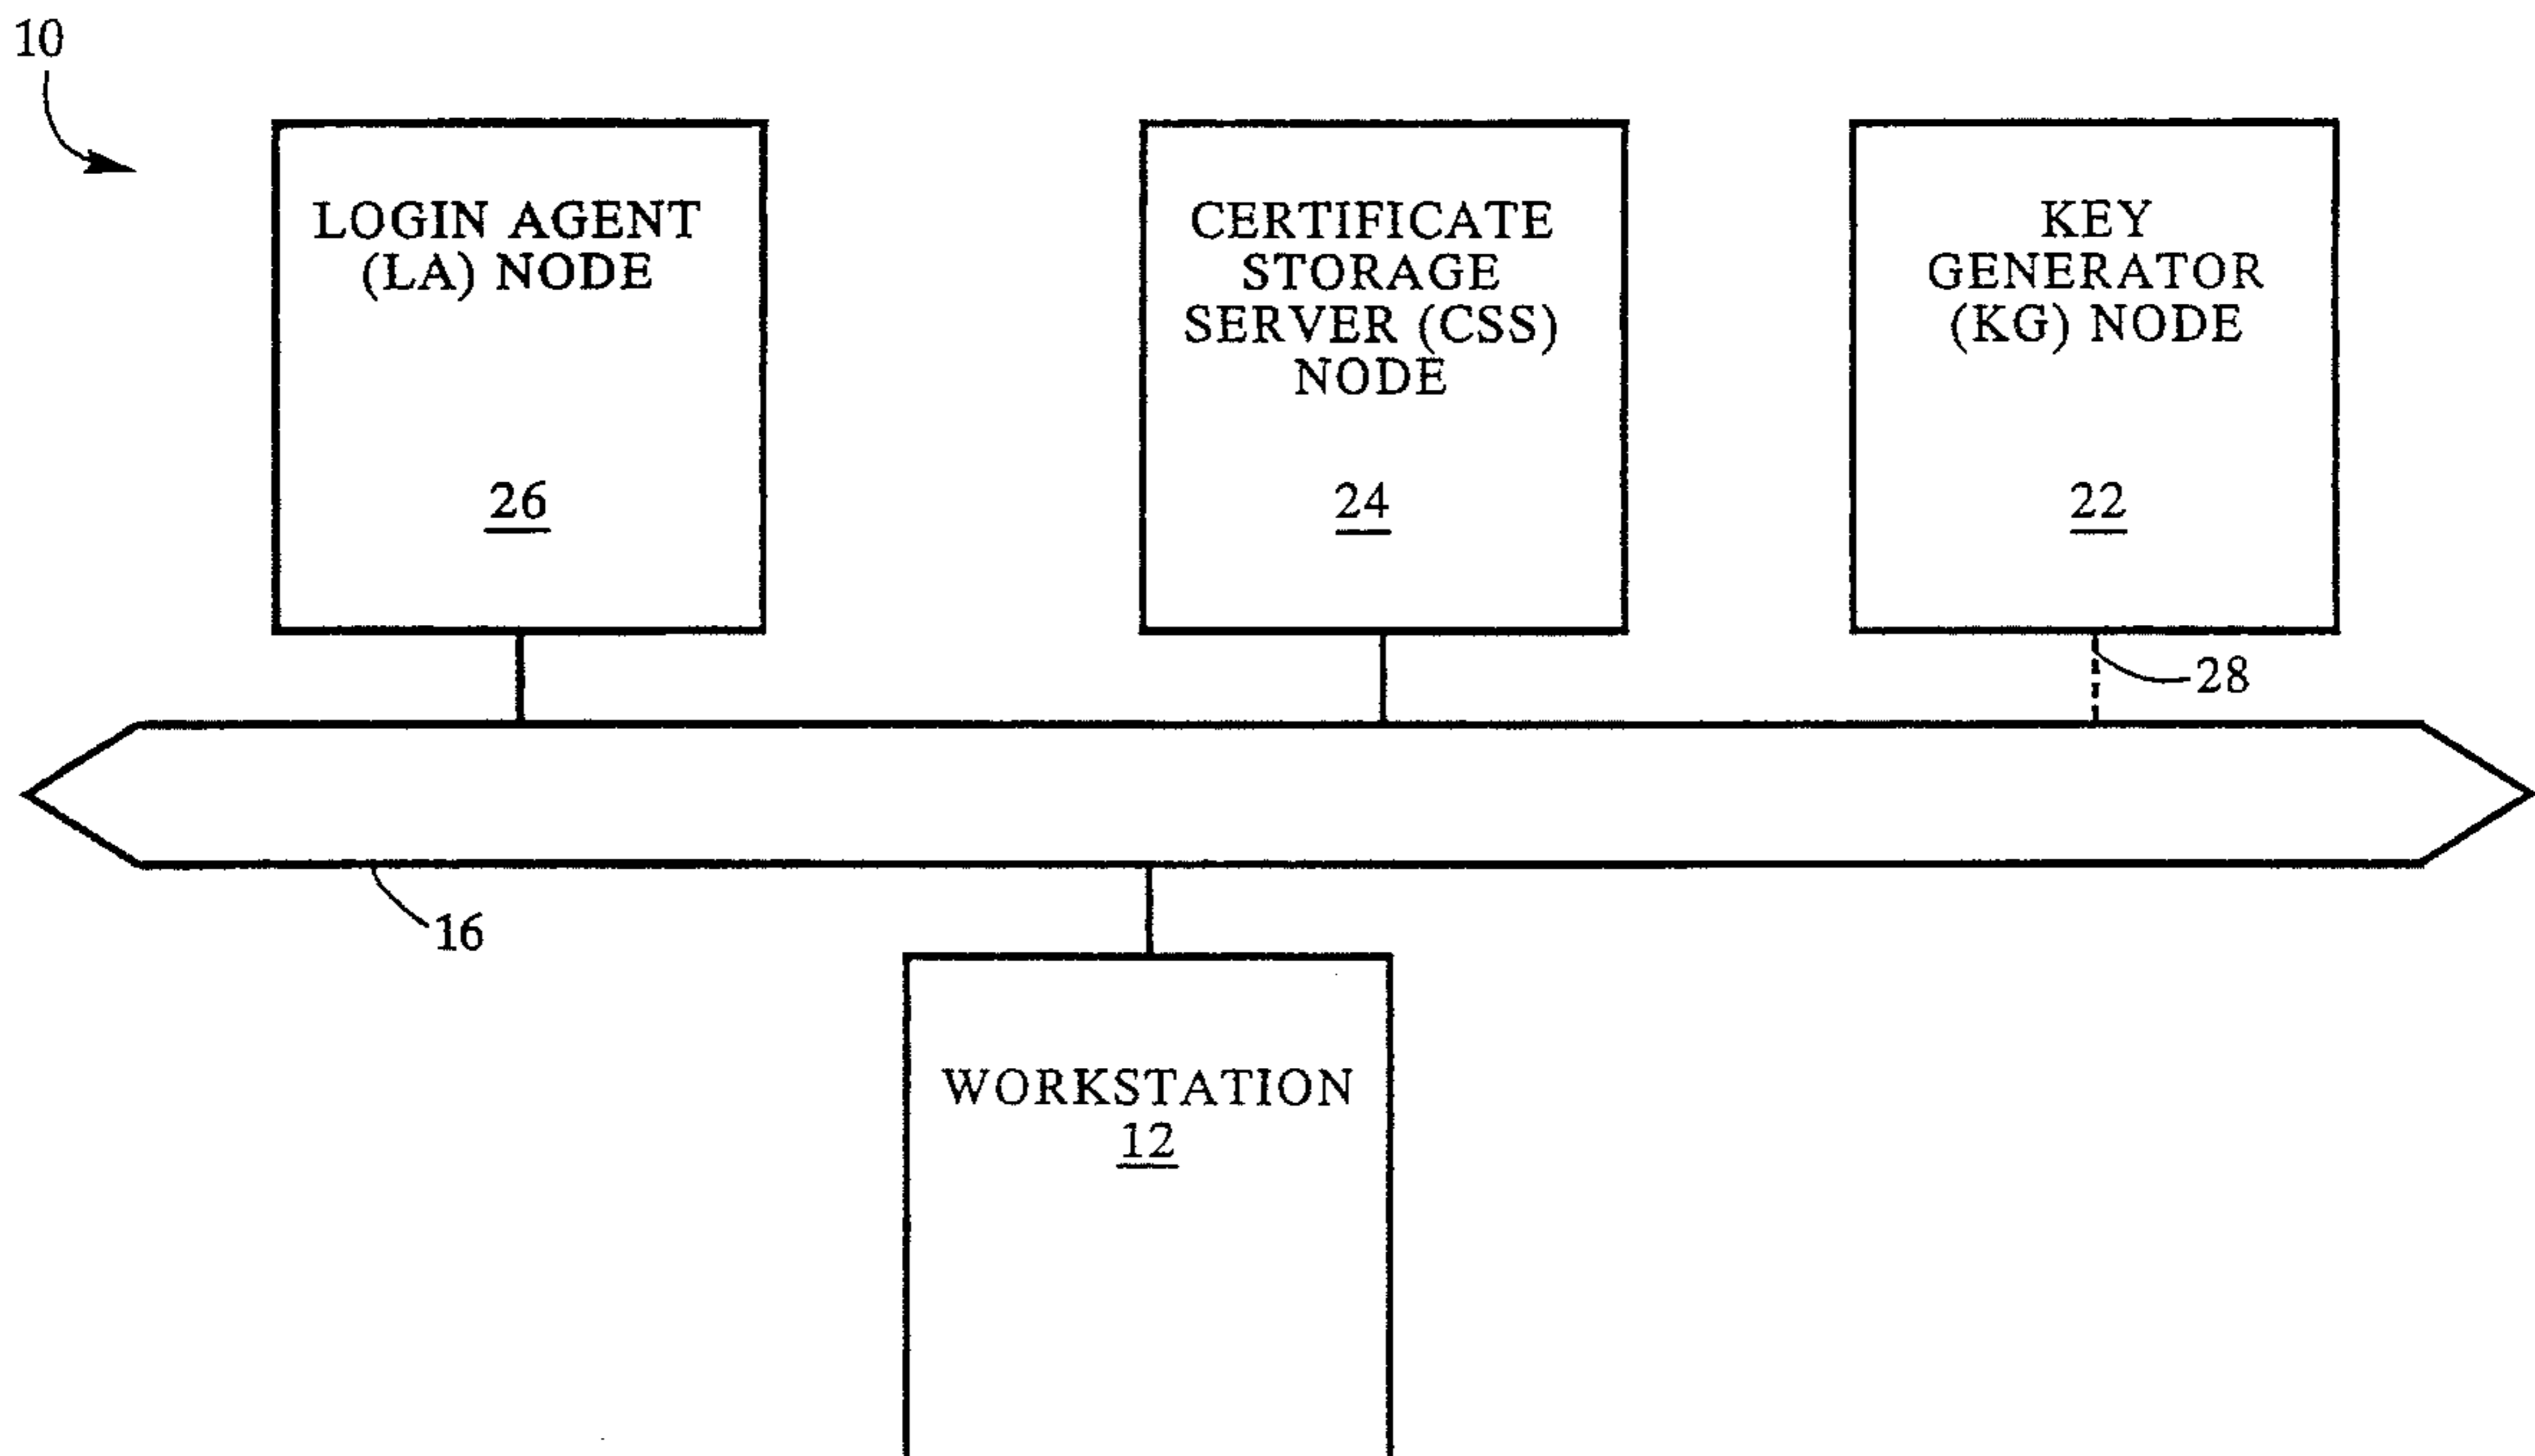 10
LOGIN AGENT
(LA) NODE
26
CERTIFICATE
STORAGE
SERVER (CSS)
NODE
24
KEY
GENERATOR
(KG) NODE
22
28
16
WORKSTATION
12